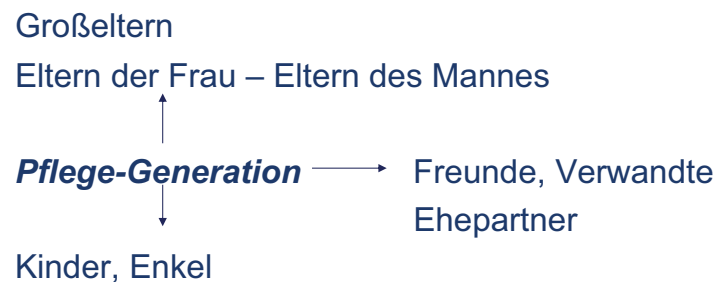 Großeltern
Eltern der Frau – Eltern des Mannes
Pflege-Generation Freunde, Verwandte
Ehepartner
Kinder, Enkel